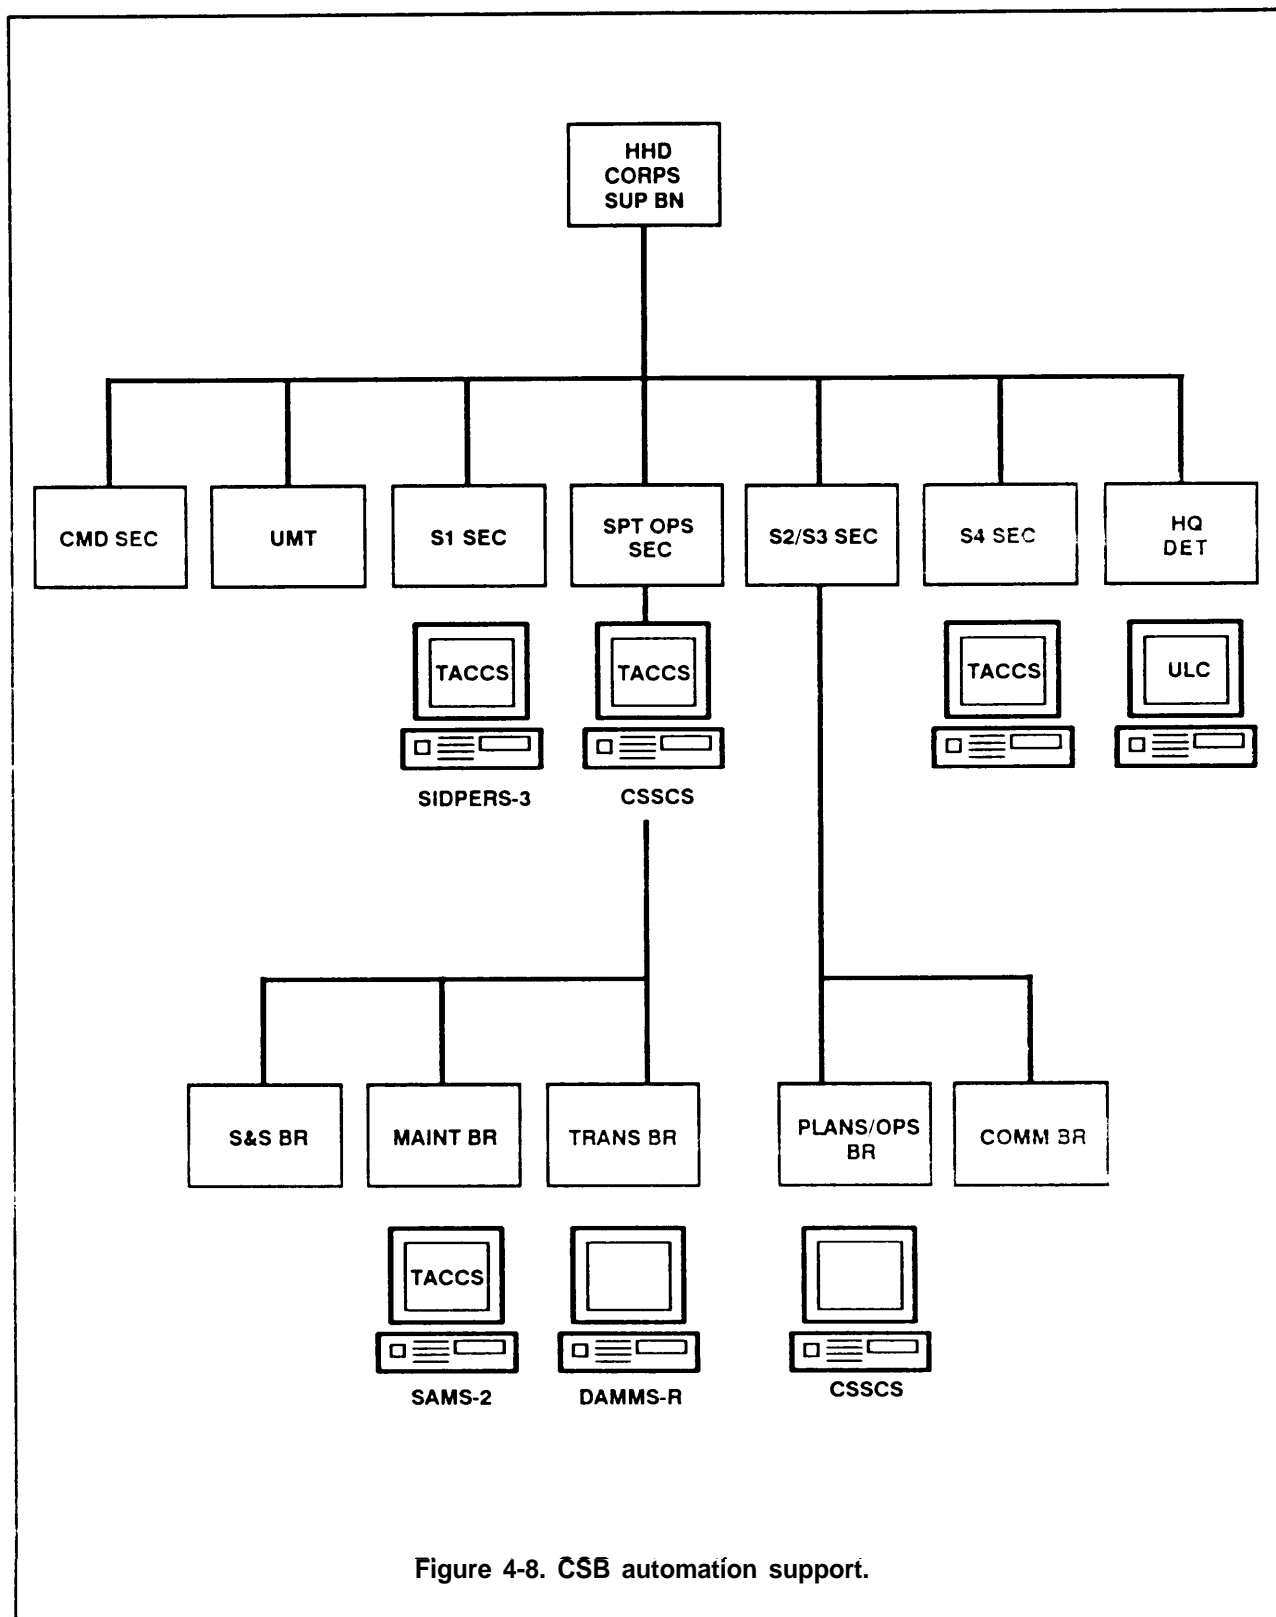 HHD
CORPS
SUP BN
CMD SEC
UMT
S1 SEC
SPT OPS
SEC
S2/S3 SEC
S4 SEC
HQ
DET
TACCS
TACCS
TACCS
ULC
SIDPERS-3
CSSCS
S&S BR
MAINT BR
TRANS BR
PLANS/OPS
BR
COMM BR
TACCS
SAMS-2
DAMMS-R
CSSCS
Figure 4-8. CSB automation support.